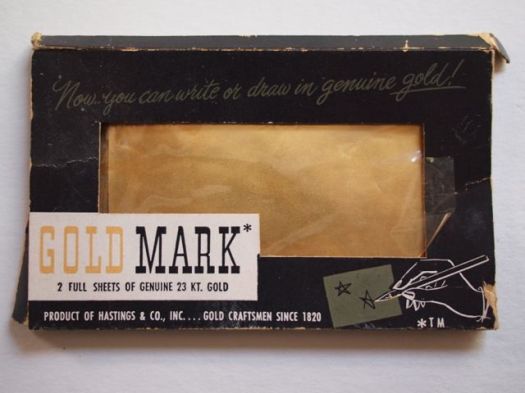 Now you can write or draw in genuine gold!
GOLD MARK*
2 FULL SHEETS OF GENUINE 23 KT. GOLD
PRODUCT OF HASTINGS & CO., INC.... GOLD CRAFTSMEN SINCE 1820
*TM